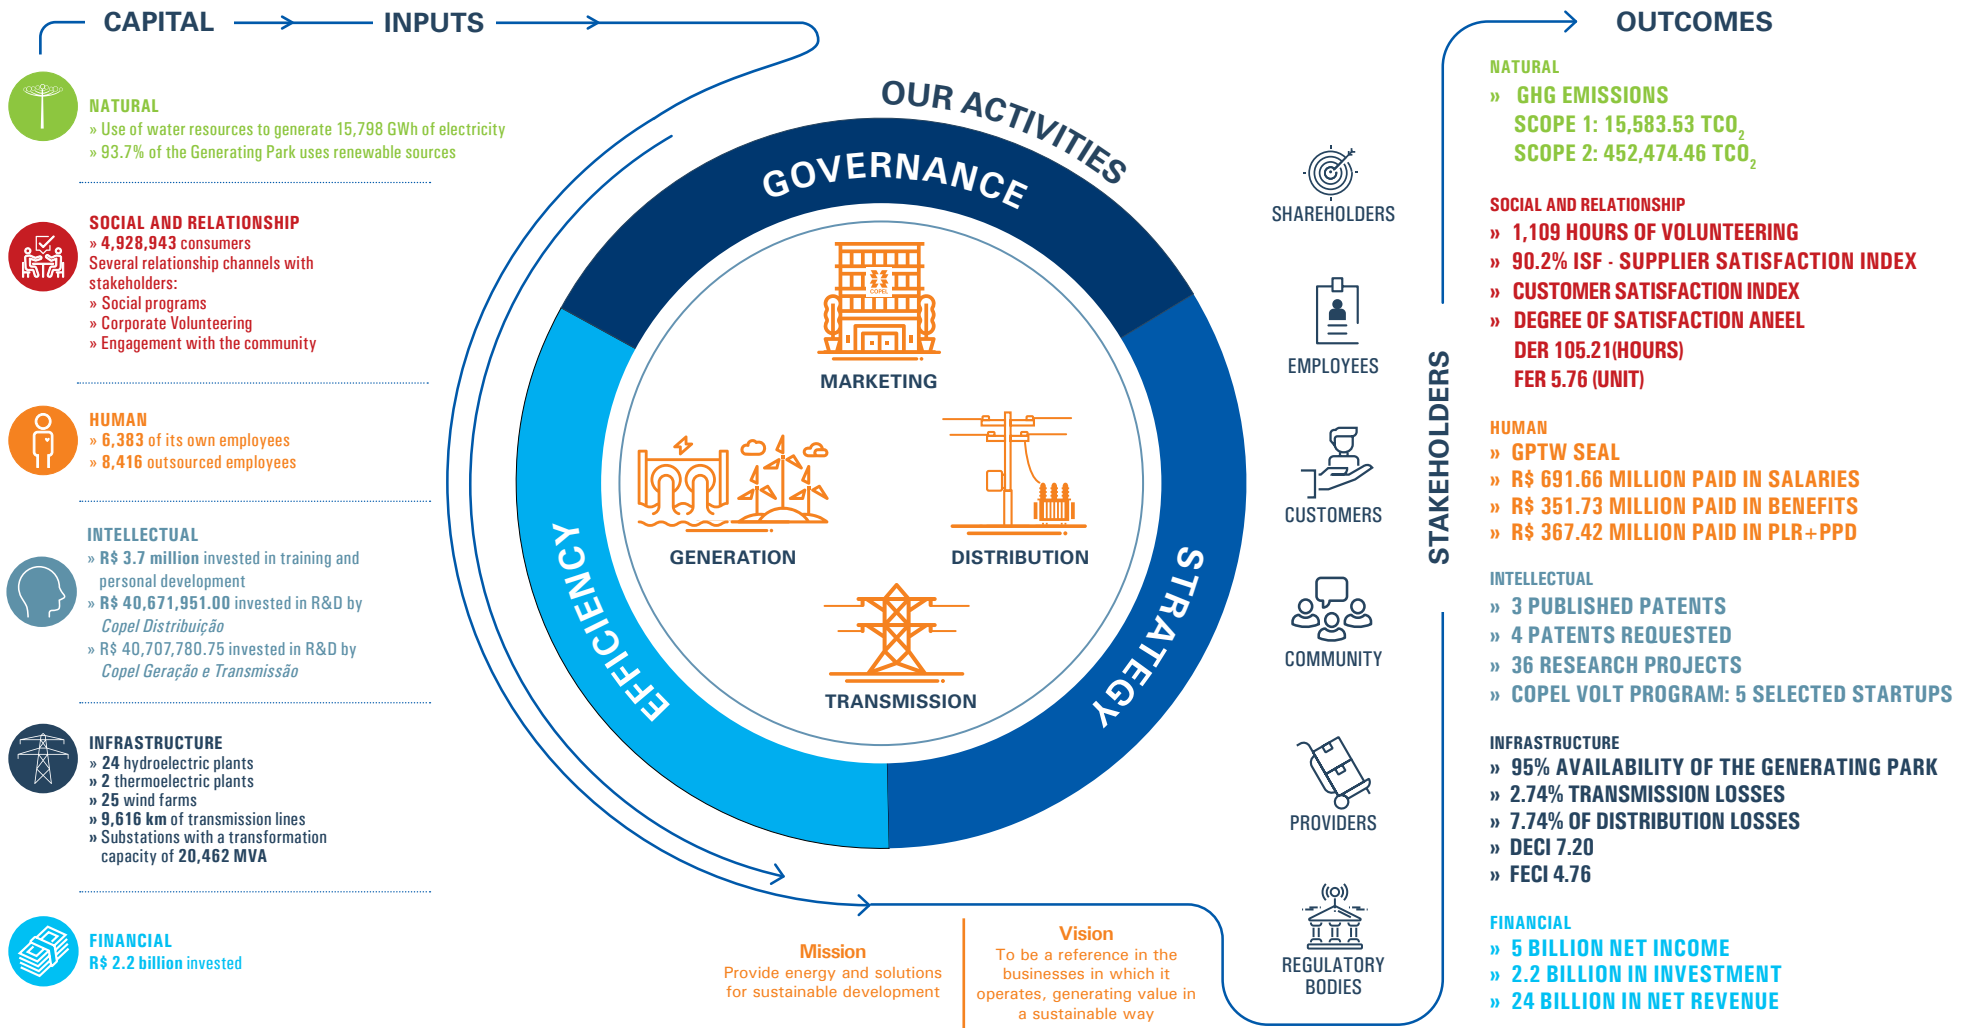 CAPITAL
INPUTS
NATURAL
» Use of water resources to generate 15,798 GWh of electricity
» 93.7% of the Generating Park uses renewable sources
SOCIAL AND RELATIONSHIP
» 4,928,943 consumers
Several relationship channels with
stakeholders:
» Social programs
» Corporate Volunteering
» Engagement with the community
HUMAN
» 6,383 of its own employees
» 8,416 outsourced employees
INTELLECTUAL
» R$ 3.7 million invested in training and
personal development
» R$ 40,671,951.00 invested in R&D by
Copel Distribuição
» R$ 40,707,780.75 invested in R&D by
Copel Geração e Transmissão
INFRASTRUCTURE
» 24 hydroelectric plants
» 2 thermoelectric plants
» 25 wind farms
» 9,616 km of transmission lines
» Substations with a transformation
capacity of 20,462 MVA
FINANCIAL
R$ 2.2 billion invested
OUR ACTIVITIES
GOVERNANCE
EFFICIENCY
STRATEGY
COPEL
MARKETING
GENERATION
DISTRIBUTION
TRANSMISSION
Mission
Provide energy and solutions
for sustainable development
Vision
To be a reference in the
businesses in which it
operates, generating value in
a sustainable way
SHAREHOLDERS
EMPLOYEES
CUSTOMERS
COMMUNITY
PROVIDERS
REGULATORY
BODIES
STAKEHOLDERS
OUTCOMES
NATURAL
» GHG EMISSIONS
SCOPE 1: 15,583.53 TCO₂
SCOPE 2: 452,474.46 TCO₂
SOCIAL AND RELATIONSHIP
» 1,109 HOURS OF VOLUNTEERING
» 90.2% ISF - SUPPLIER SATISFACTION INDEX
» CUSTOMER SATISFACTION INDEX
» DEGREE OF SATISFACTION ANEEL
DER 105.21(HOURS)
FER 5.76 (UNIT)
HUMAN
» GPTW SEAL
» R$ 691.66 MILLION PAID IN SALARIES
» R$ 351.73 MILLION PAID IN BENEFITS
» R$ 367.42 MILLION PAID IN PLR+PPD
INTELLECTUAL
» 3 PUBLISHED PATENTS
» 4 PATENTS REQUESTED
» 36 RESEARCH PROJECTS
» COPEL VOLT PROGRAM: 5 SELECTED STARTUPS
INFRASTRUCTURE
» 95% AVAILABILITY OF THE GENERATING PARK
» 2.74% TRANSMISSION LOSSES
» 7.74% OF DISTRIBUTION LOSSES
» DECI 7.20
» FECI 4.76
FINANCIAL
» 5 BILLION NET INCOME
» 2.2 BILLION IN INVESTMENT
» 24 BILLION IN NET REVENUE